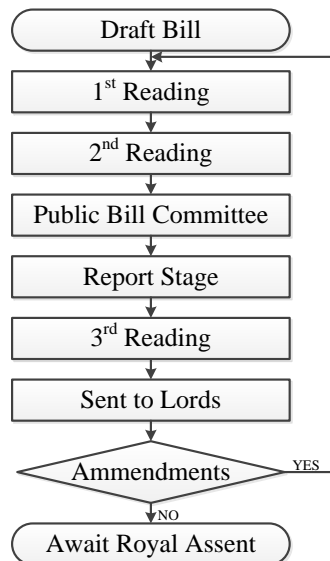 Draft Bill
1st Reading
2nd Reading
Public Bill Committee
Report Stage
3rd Reading
Sent to Lords
Ammendments
YES
NO
Await Royal Assent